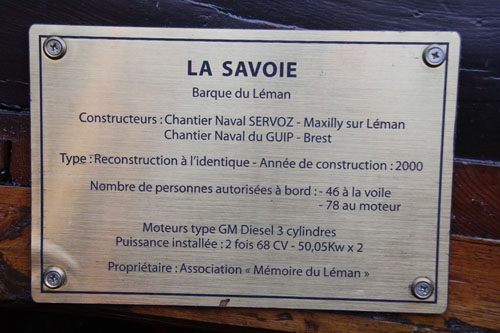 LA SAVOIE
Barque du Léman
Constructeurs : Chantier Naval SERVOZ - Maxilly sur Léman
Chantier Naval du GUIP - Brest
Type : Reconstruction à l'identique - Année de construction : 2000
Nombre de personnes autorisées à bord : - 46 à la voile
- 78 au moteur
Moteurs type GM Diesel 3 cylindres
Puissance installée : 2 fois 68 CV - 50,05Kw x 2
Propriétaire : Association « Mémoire du Léman »